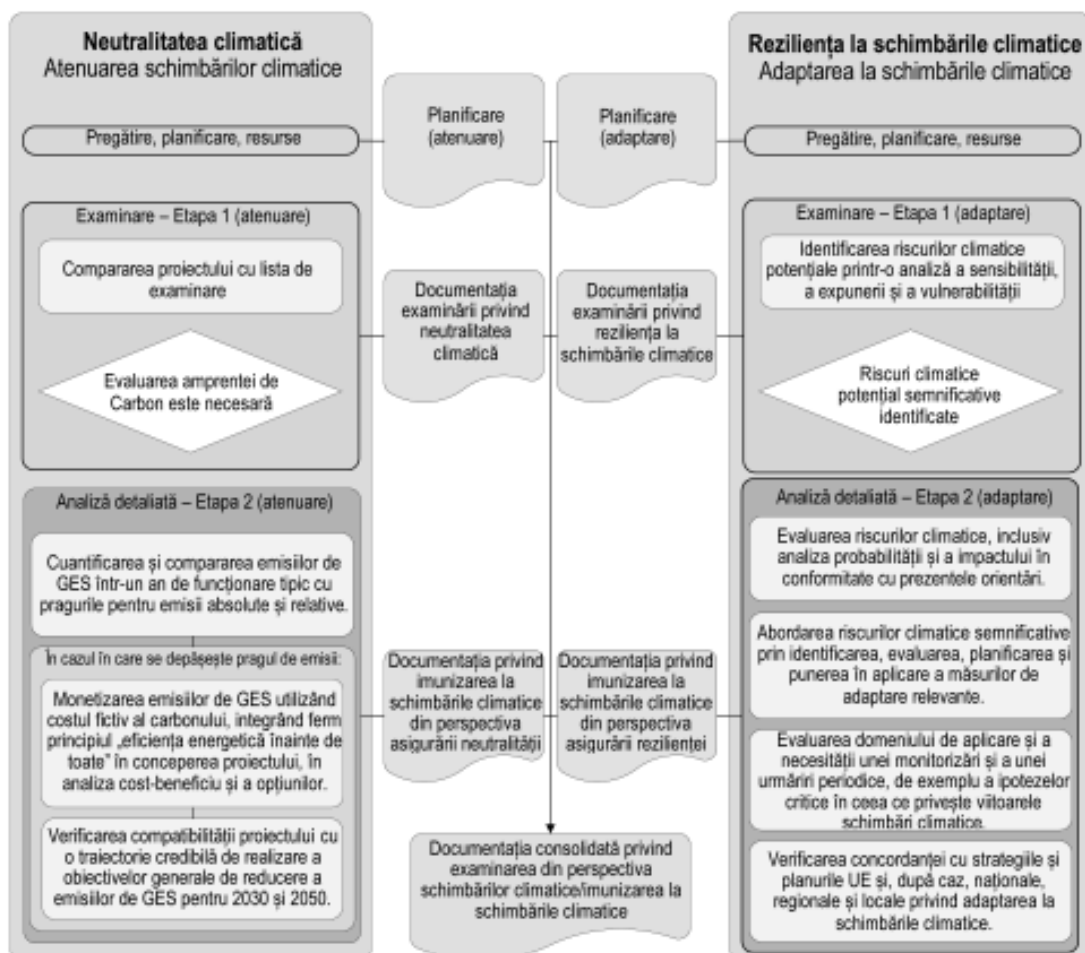 Neutralitatea climatică
Atenuarea schimbărilor climatice
Pregătire, planificare, resurse
Examinare – Etapa 1 (atenuare)
Compararea proiectului cu lista de
examinare
Evaluarea amprentei de
Carbon este necesară
Analiză detaliată – Etapa 2 (atenuare)
Cuantificarea și compararea emisiilor de
GES într-un an de funcționare tipic cu
pragurile pentru emisii absolute și relative.
În cazul în care se depășește pragul de emisii:
Monetizarea emisiilor de GES utilizând
costul fictiv al carbonului, integrând ferm
principiul „eficiența energetică înainte de
toate” în conceperea proiectului, în
analiza cost-beneficiu și a opțiunilor.
Verificarea compatibilității proiectului cu
o traiectorie credibilă de realizare a
obiectivelor generale de reducere a
emisiilor de GES pentru 2030 și 2050.
Planificare
(atenuare)
Documentația
examinării privind
neutralitatea
climatică
Documentația privind
imunizarea la
schimbările climatice
din perspectiva
asigurării neutralității
Planificare
(adaptare)
Documentația
examinării privind
reziliența la
schimbările climatice
Documentația privind
imunizarea la
schimbările climatice
din perspectiva
asigurării rezilienței
Documentația consolidată privind
examinarea din perspectiva
schimbărilor climatice/imunizarea la
schimbările climatice
Reziliența la schimbările climatice
Adaptarea la schimbările climatice
Pregătire, planificare, resurse
Examinare – Etapa 1 (adaptare)
Identificarea riscurilor climatice
potențiale printr-o analiză a sensibilității,
a expunerii și a vulnerabilității
Riscuri climatice
potențial semnificative
identificate
Analiză detaliată – Etapa 2 (adaptare)
Evaluarea riscurilor climatice, inclusiv
analiza probabilității și a impactului în
conformitate cu prezentele orientări.
Abordarea riscurilor climatice semnificative
prin identificarea, evaluarea, planificarea și
punerea în aplicare a măsurilor de
adaptare relevante.
Evaluarea domeniului de aplicare și a
necesității unei monitorizări și a unei
urmăriri periodice, de exemplu a ipotezelor
critice în ceea ce privește viitoarele
schimbări climatice.
Verificarea concordanței cu strategiile și
planurile UE și, după caz, naționale,
regionale și locale privind adaptarea la
schimbările climatice.